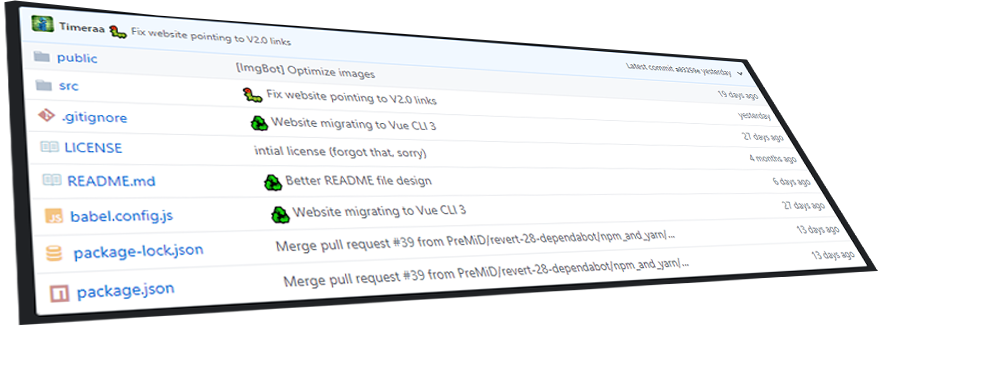 Timeraa Fix website pointing to V2.0 links Latest commit yesterday
public [ImgBot] Optimize images 19 days ago
src Fix website pointing to V2.0 links yesterday
.gitignore Website migrating to Vue CLI 3 27 days ago
LICENSE intial license (forgot that, sorry) 4 months ago
README.md Better README file design 6 days ago
JS babel.config.js Website migrating to Vue CLI 3 27 days ago
package-lock.json Merge pull request #39 from PreMiD/revert-28-dependabot/npm_and_yarn/... 13 days ago
package.json Merge pull request #39 from PreMiD/revert-28-dependabot/npm_and_yarn/... 13 days ago